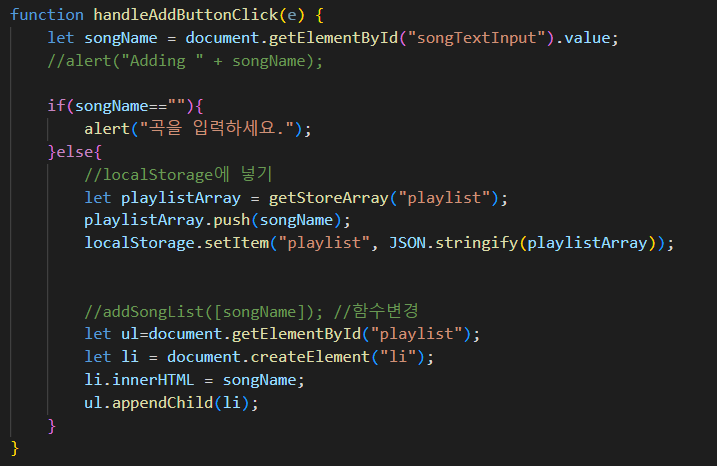 function handleAddButtonClick(e) {
    let songName = document.getElementById("songTextInput").value;
    //alert("Adding " + songName);
    if(songName==""){
        alert("곡을 입력하세요.");
    }else{
        //localStorage에 넣기
        let playlistArray = getStoreArray("playlist");
        playlistArray.push(songName);
        localStorage.setItem("playlist", JSON.stringify(playlistArray));
        //addSongList([songName]); //함수변경
        let ul=document.getElementById("playlist");
        let li = document.createElement("li");
        li.innerHTML = songName;
        ul.appendChild(li);
    }
}